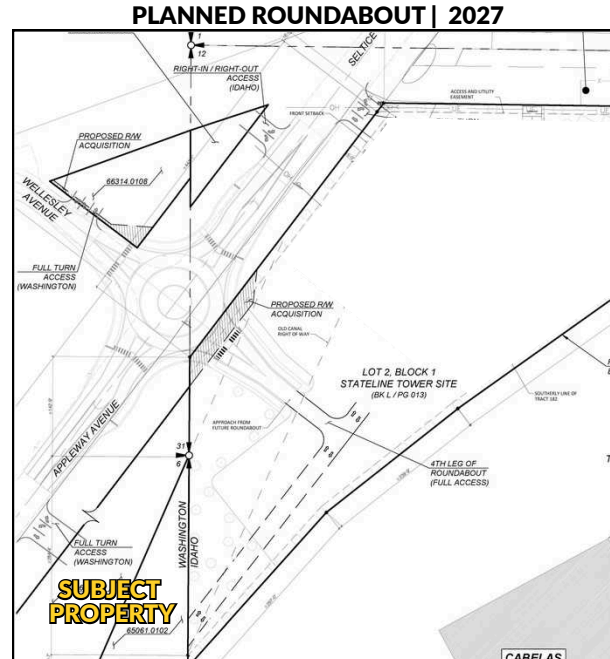 PLANNED ROUNDABOUT | 2027
1
12
SELTICE
RIGHT-IN / RIGHT-OUT
ACCESS
(IDAHO)
ACCESS AND UTILITY
EASEMENT
FRONT SETBACK
PROPOSED R/W
ACQUISITION
66314.0108
WELLESLEY
AVENUE
FULL TURN
ACCESS
(WASHINGTON)
PROPOSED R/W
ACQUISITION
OLD CANAL
RIGHT OF WAY
LOT 2, BLOCK 1
STATELINE TOWER SITE
(BK L / PG 013)
SOUTHERLY LINE OF
TRACT 182
APPLEWAY AVENUE
APPROACH FROM
FUTURE ROUNDABOUT
31
6
4TH LEG OF
ROUNDABOUT
(FULL ACCESS)
WASHINGTON
IDAHO
FULL TURN
ACCESS
(WASHINGTON)
SUBJECT
PROPERTY
65061.0102
CABELAS